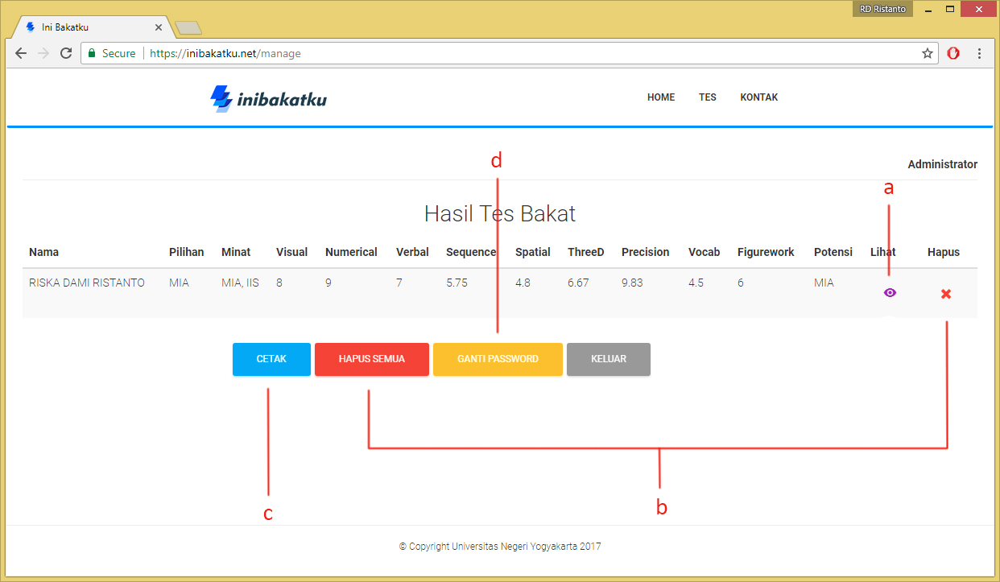 RD Ristanto
Ini Bakatku
Secure https://inibakatku.net/manage
inibakatku HOME TES KONTAK
d
Administrator
a
Hasil Tes Bakat
Nama Pilihan Minat Visual Numerical Verbal Sequence Spatial ThreeD Precision Vocab Figurework Potensi Lihat Hapus
RISKA DAMI RISTANTO MIA MIA, IIS 8 9 7 5.75 4.8 6.67 9.83 4.5 6 MIA
CETAK HAPUS SEMUA GANTI PASSWORD KELUAR
b
c
© Copyright Universitas Negeri Yogyakarta 2017